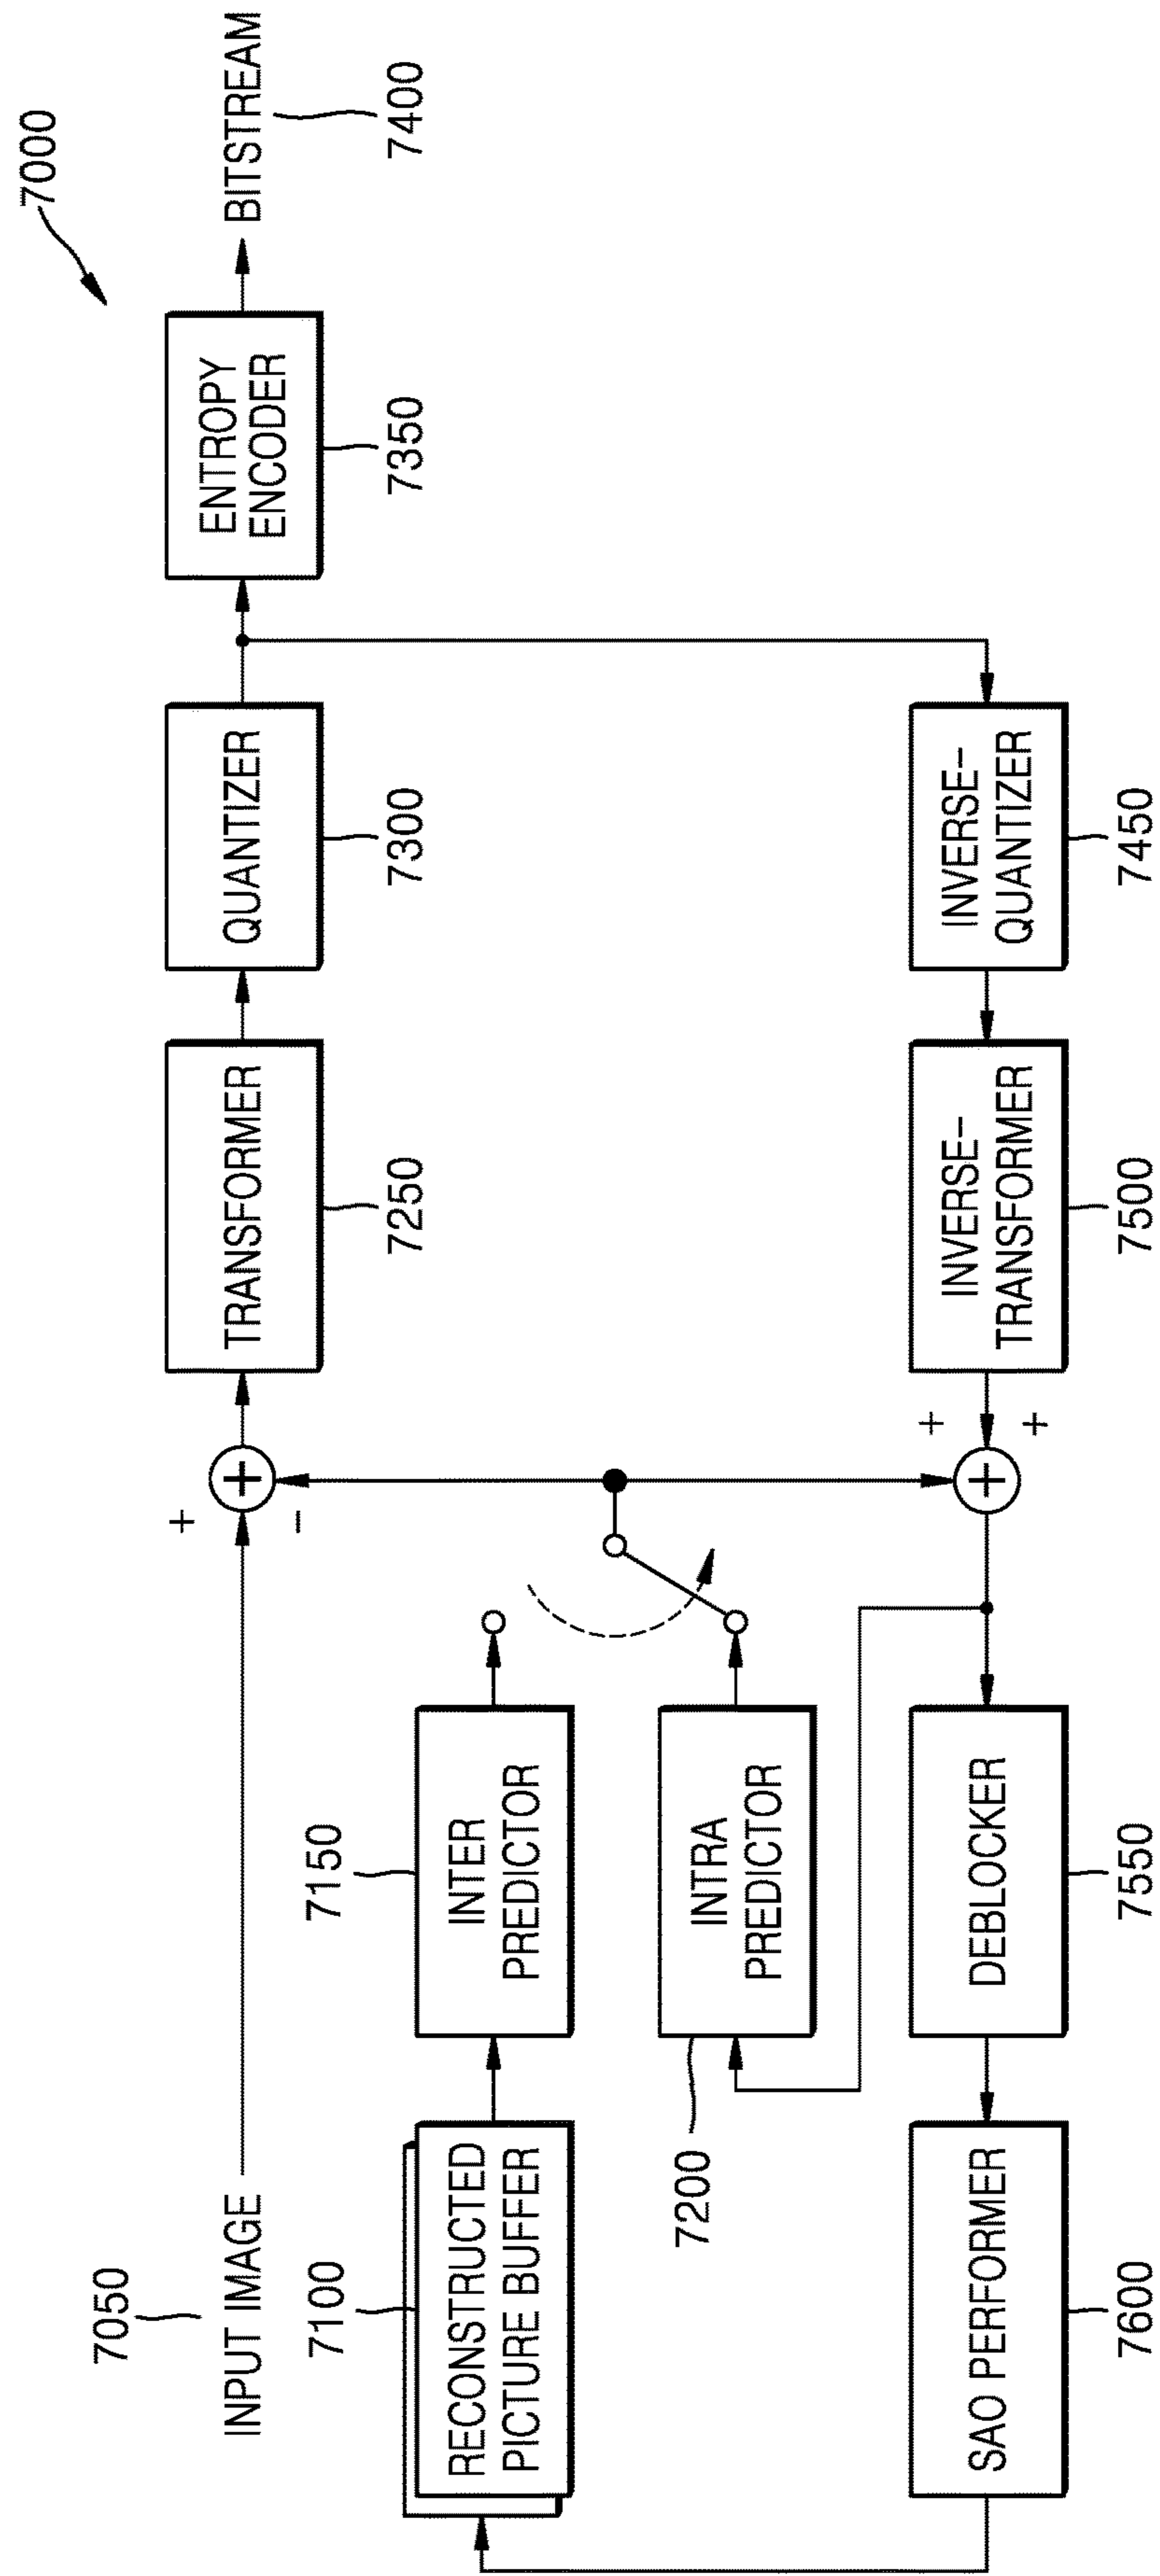 7000
7050
INPUT IMAGE
+
-
TRANSFORMER
7250
QUANTIZER
7300
ENTROPY
ENCODER
7350
BITSTREAM
7400
7100
RECONSTRUCTED
PICTURE BUFFER
7150
INTER
PREDICTOR
INTRA
PREDICTOR
7200
SAO PERFORMER
7600
DEBLOCKER
7550
+
+
INVERSE-
TRANSFORMER
7500
INVERSE-
QUANTIZER
7450